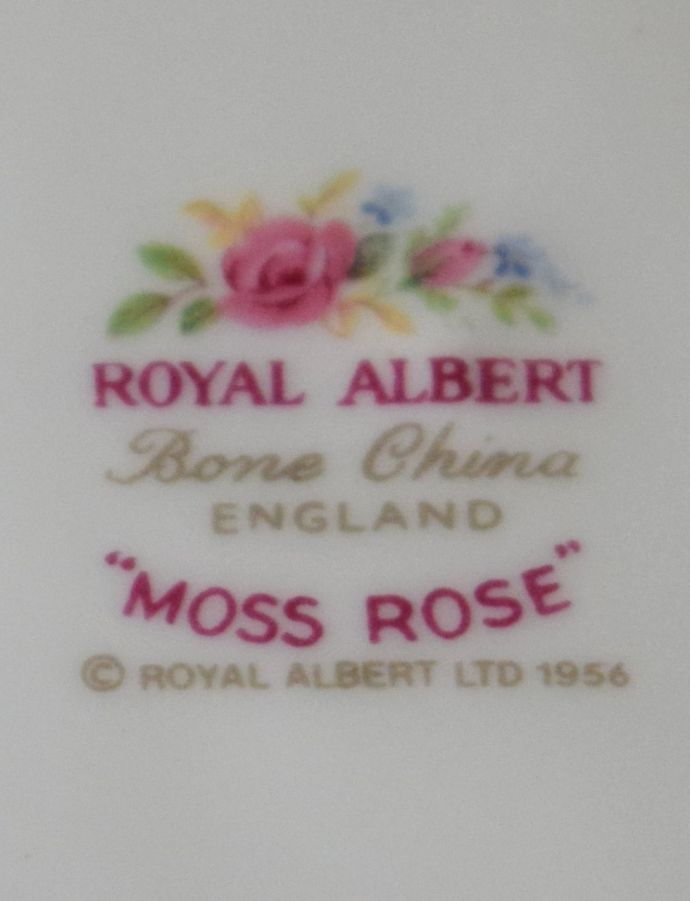 ROYAL ALBERT
Bone China
ENGLAND
"MOSS ROSE"
© ROYAL ALBERT LTD 1956